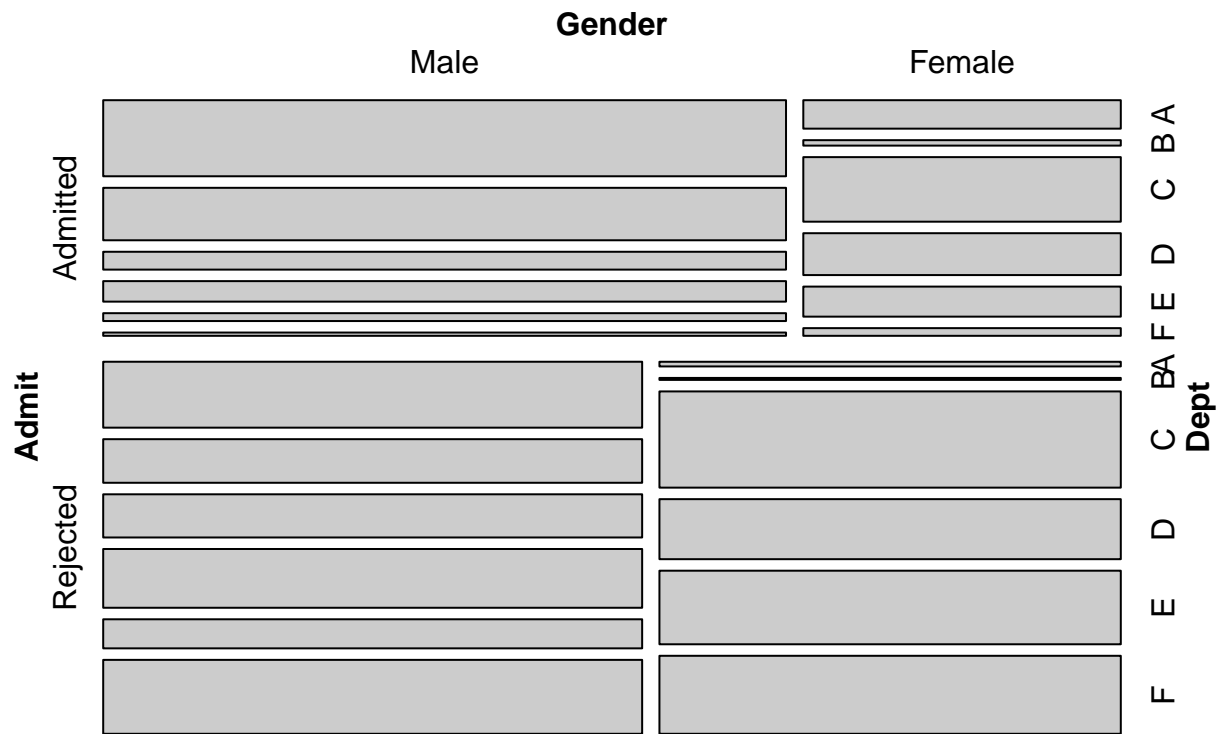 Gender
Male Female
Admit
Admitted
Rejected
A
B
C
D
E
F
A
B
C
D
E
F
Dept